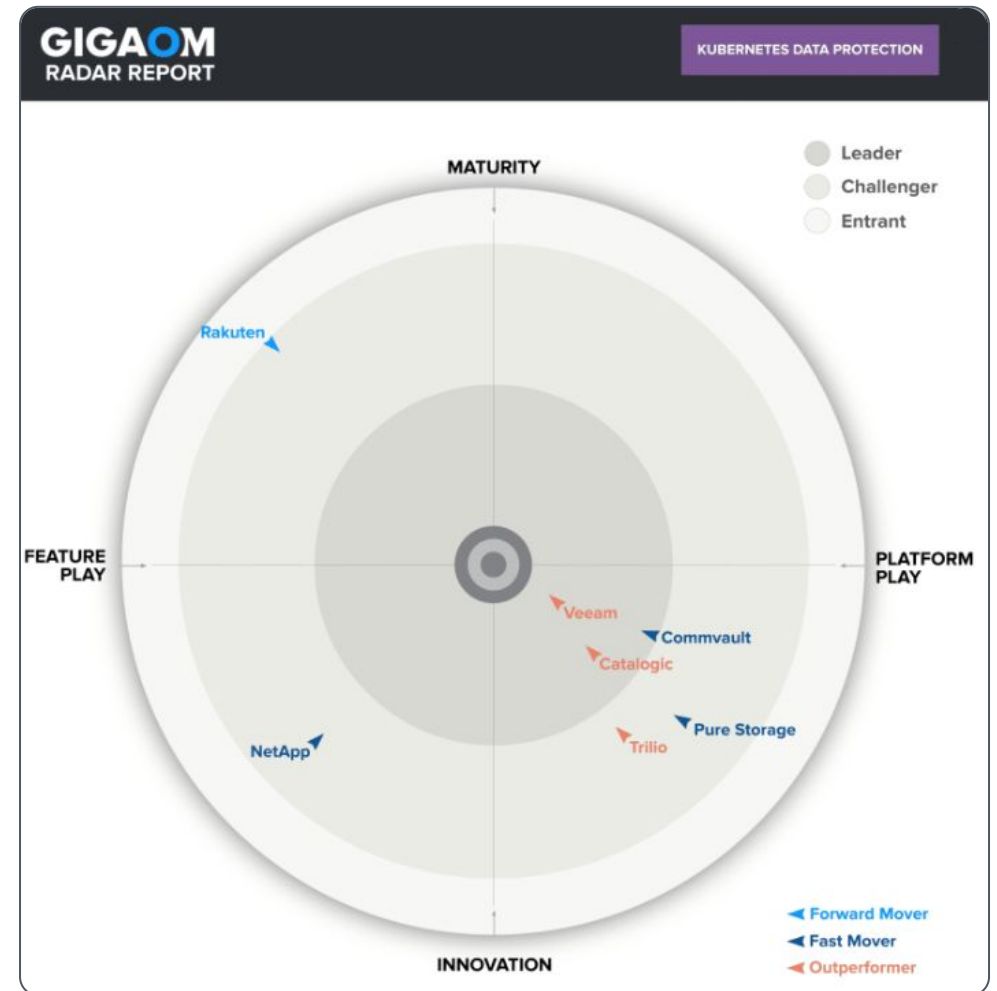 GIGAOM
RADAR REPORT
KUBERNETES DATA PROTECTION
Leader
Challenger
Entrant
MATURITY
Rakuten
FEATURE
PLAY
PLATFORM
PLAY
Veeam
Commvault
Catalogic
Pure Storage
Trilio
NetApp
INNOVATION
Forward Mover
Fast Mover
Outperformer